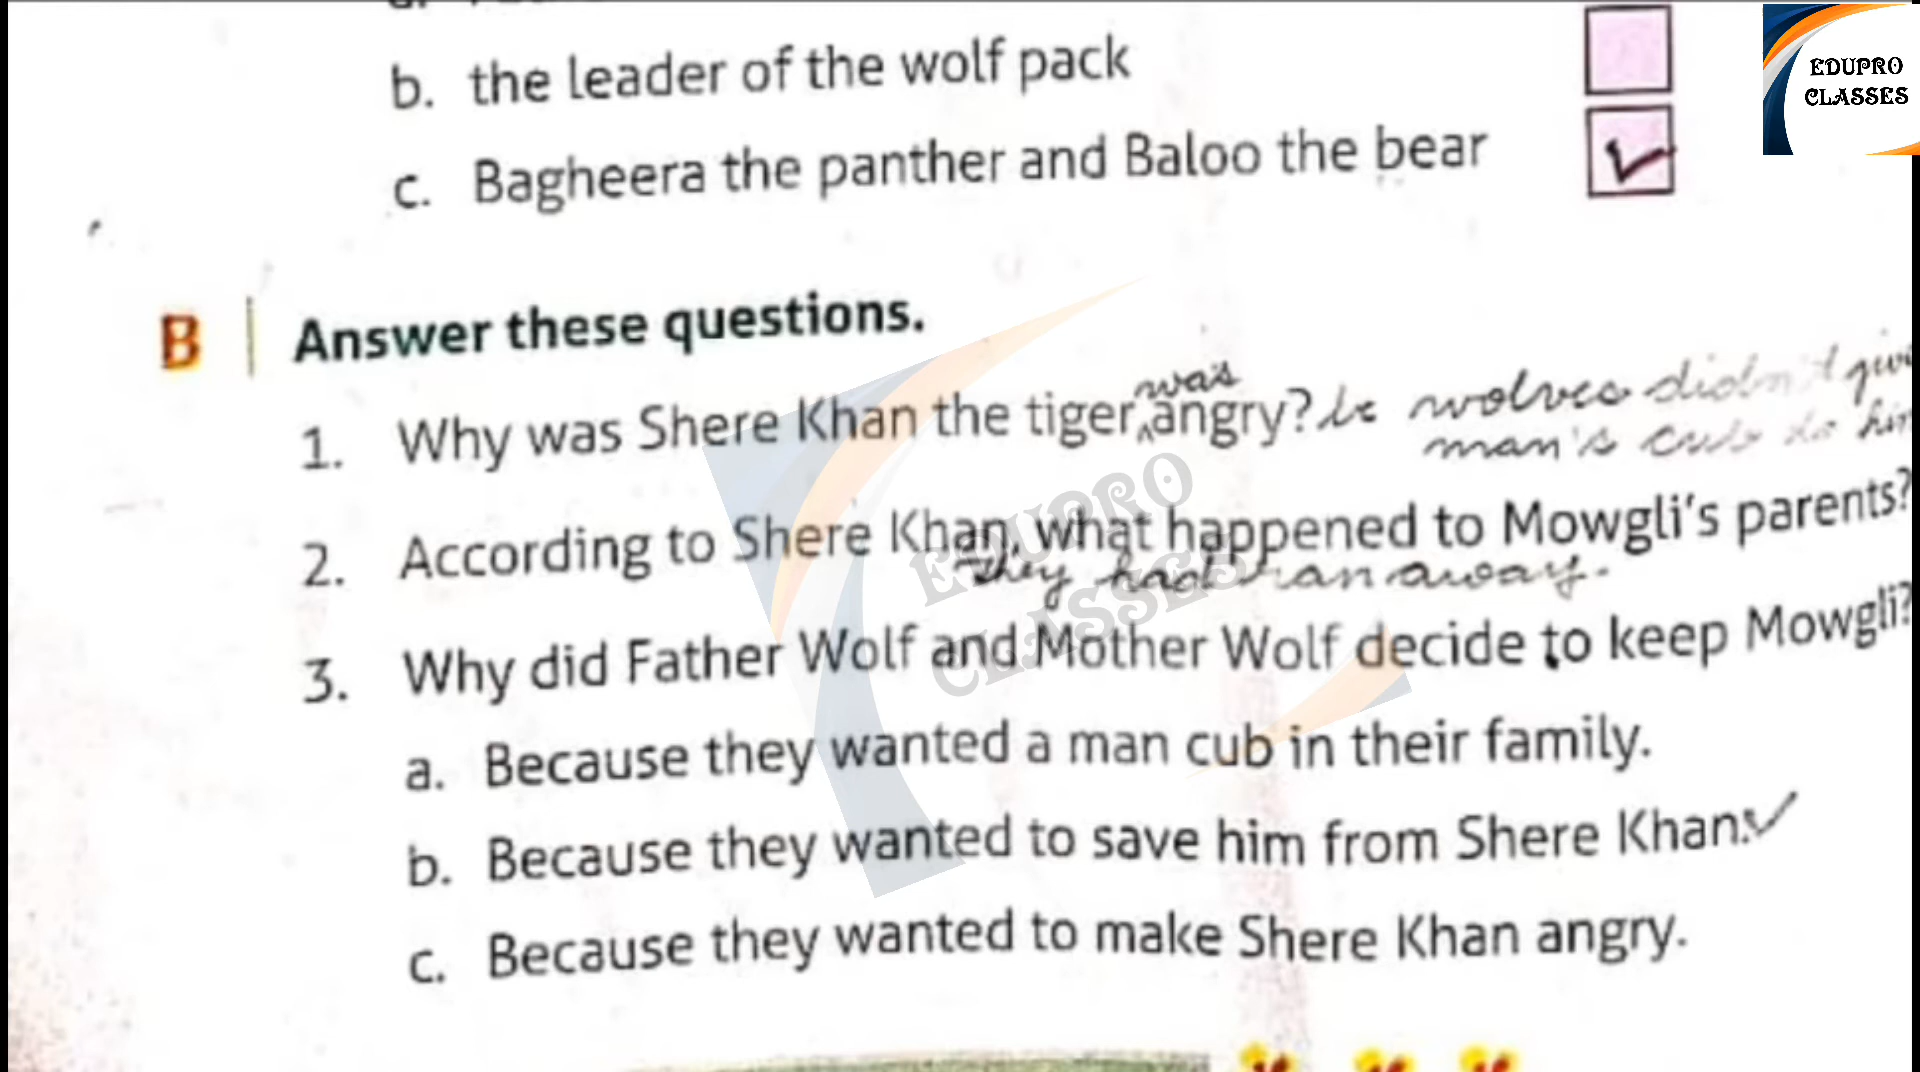 b. the leader of the wolf pack
c. Bagheera the panther and Baloo the bear
EDUPRO
CLASSES
B Answer these questions.
was
1. Why was Shere Khan the tiger, angry? wolves didn't
man's cub to
2. According to Shere Khan, what happened to Mowgli's parents?
They had ran away.
3. Why did Father Wolf and Mother Wolf decide to keep Mowgli?
a. Because they wanted a man cub in their family.
b. Because they wanted to save him from Shere Khan.
c. Because they wanted to make Shere Khan angry.
EDUPRO
CLASSES